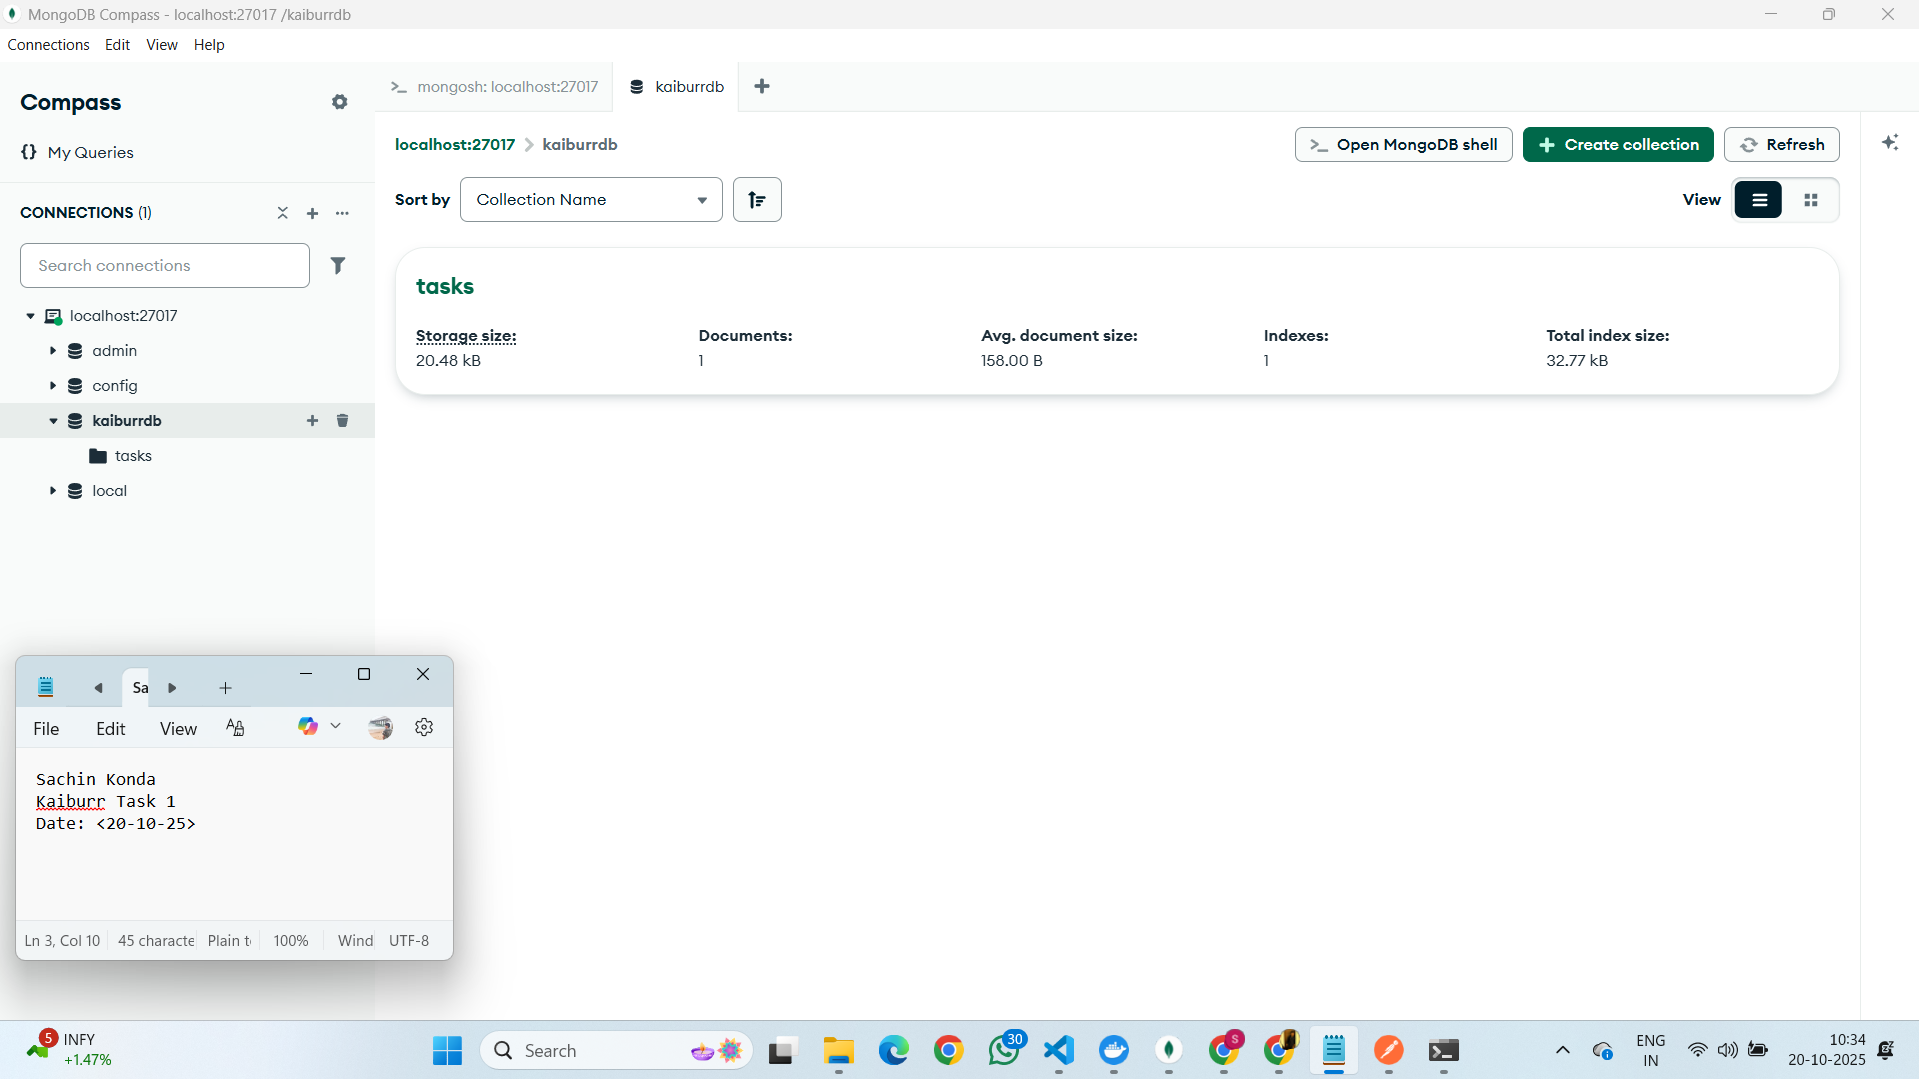 MongoDB Compass - localhost:27017 /kaiburrdb
Connections Edit View Help
Compass
My Queries
CONNECTIONS (1)
Search connections
localhost:27017
admin
config
kaiburrdb
tasks
local
mongosh: localhost:27017
kaiburrdb
localhost:27017 kaiburrdb
Open MongoDB shell
Create collection
Refresh
Sort by
Collection Name
View
tasks
Storage size: Documents: Avg. document size: Indexes: Total index size:
20.48 kB 1 158.00 B 1 32.77 kB
Sa
File Edit View
Sachin Konda
Kaiburr Task 1
Date: <20-10-25>
Ln 3, Col 10 45 characte Plain t 100% Wind UTF-8
5 INFY
+1.47%
Search
30
S
ENG
IN
10:34
20-10-2025